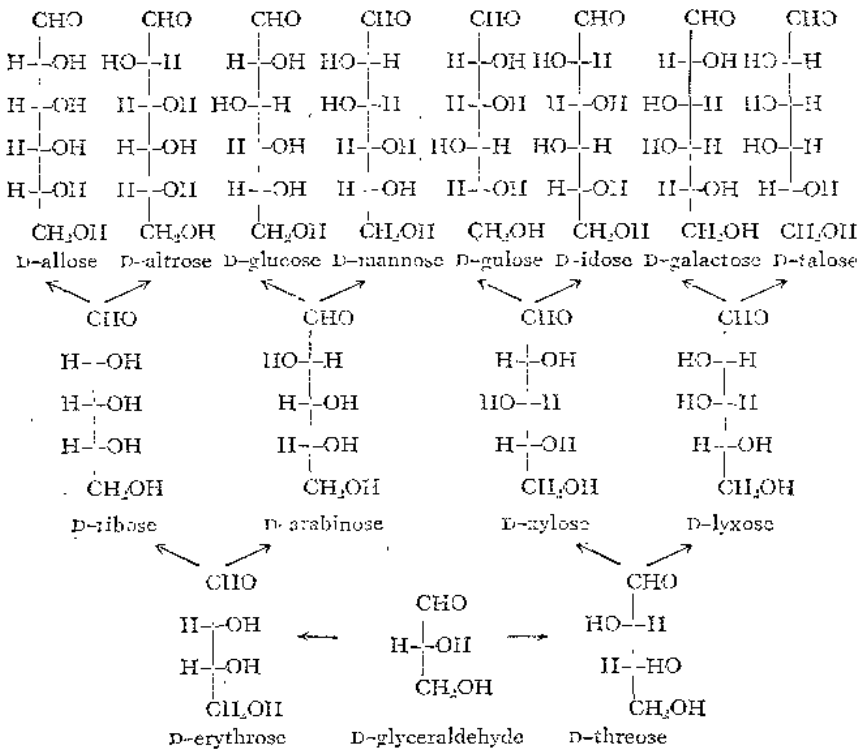 CHO CHO CHO CHO CHO CHO CHO CHO
H OH HO H H OH HO H H OH HO H H OH HO H
H OH H OH HO H HO H H OH H OH HO H HO H
H OH H OH H OH H OH HO H HO H HO H HO H
H OH H OH H OH H OH H OH H OH H OH H OH
CH₂OH CH₂OH CH₂OH CH₂OH CH₂OH CH₂OH CH₂OH CH₂OH
D-allose D-altrose D-glucose D-mannose D-gulose D-idose D-galactose D-talose
CHO CHO CHO CHO
H OH HO H H OH HO H
H OH H OH HO H HO H
H OH H OH H OH H OH
CH₂OH CH₂OH CH₂OH CH₂OH
D-ribose D-arabinose D-xylose D-lyxose
CHO CHO CHO
H OH H OH HO H
H OH CH₂OH H HO
CH₂OH CH₂OH
D-erythrose D-glyceraldehyde D-threose